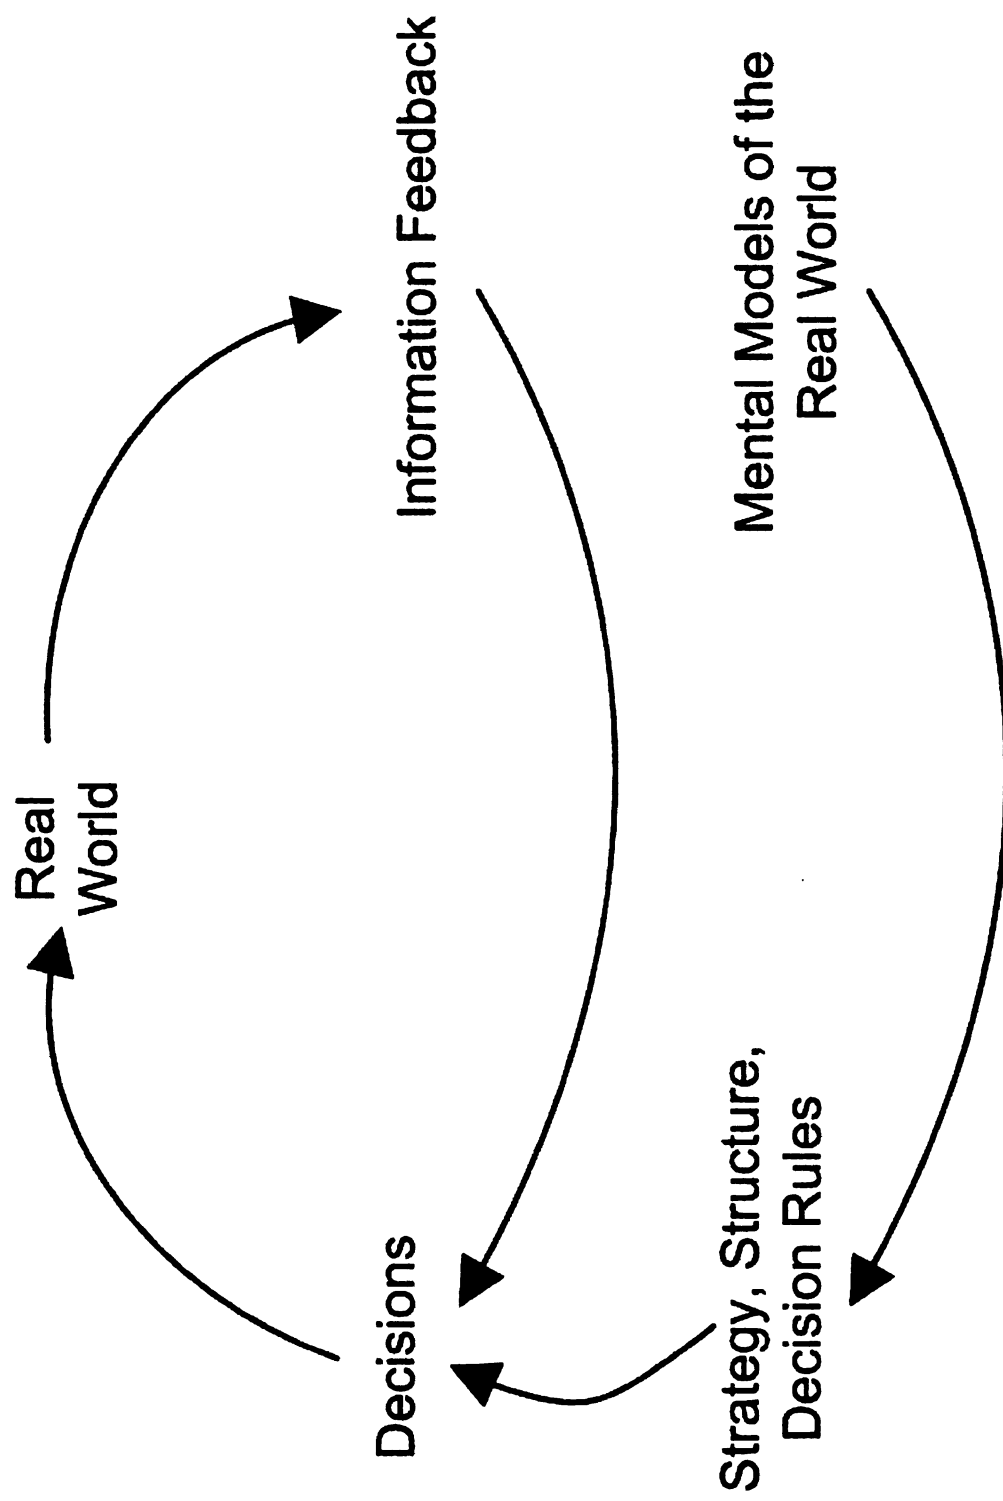 Real
World
Information Feedback
Decisions
Mental Models of the
Real World
Strategy, Structure,
Decision Rules